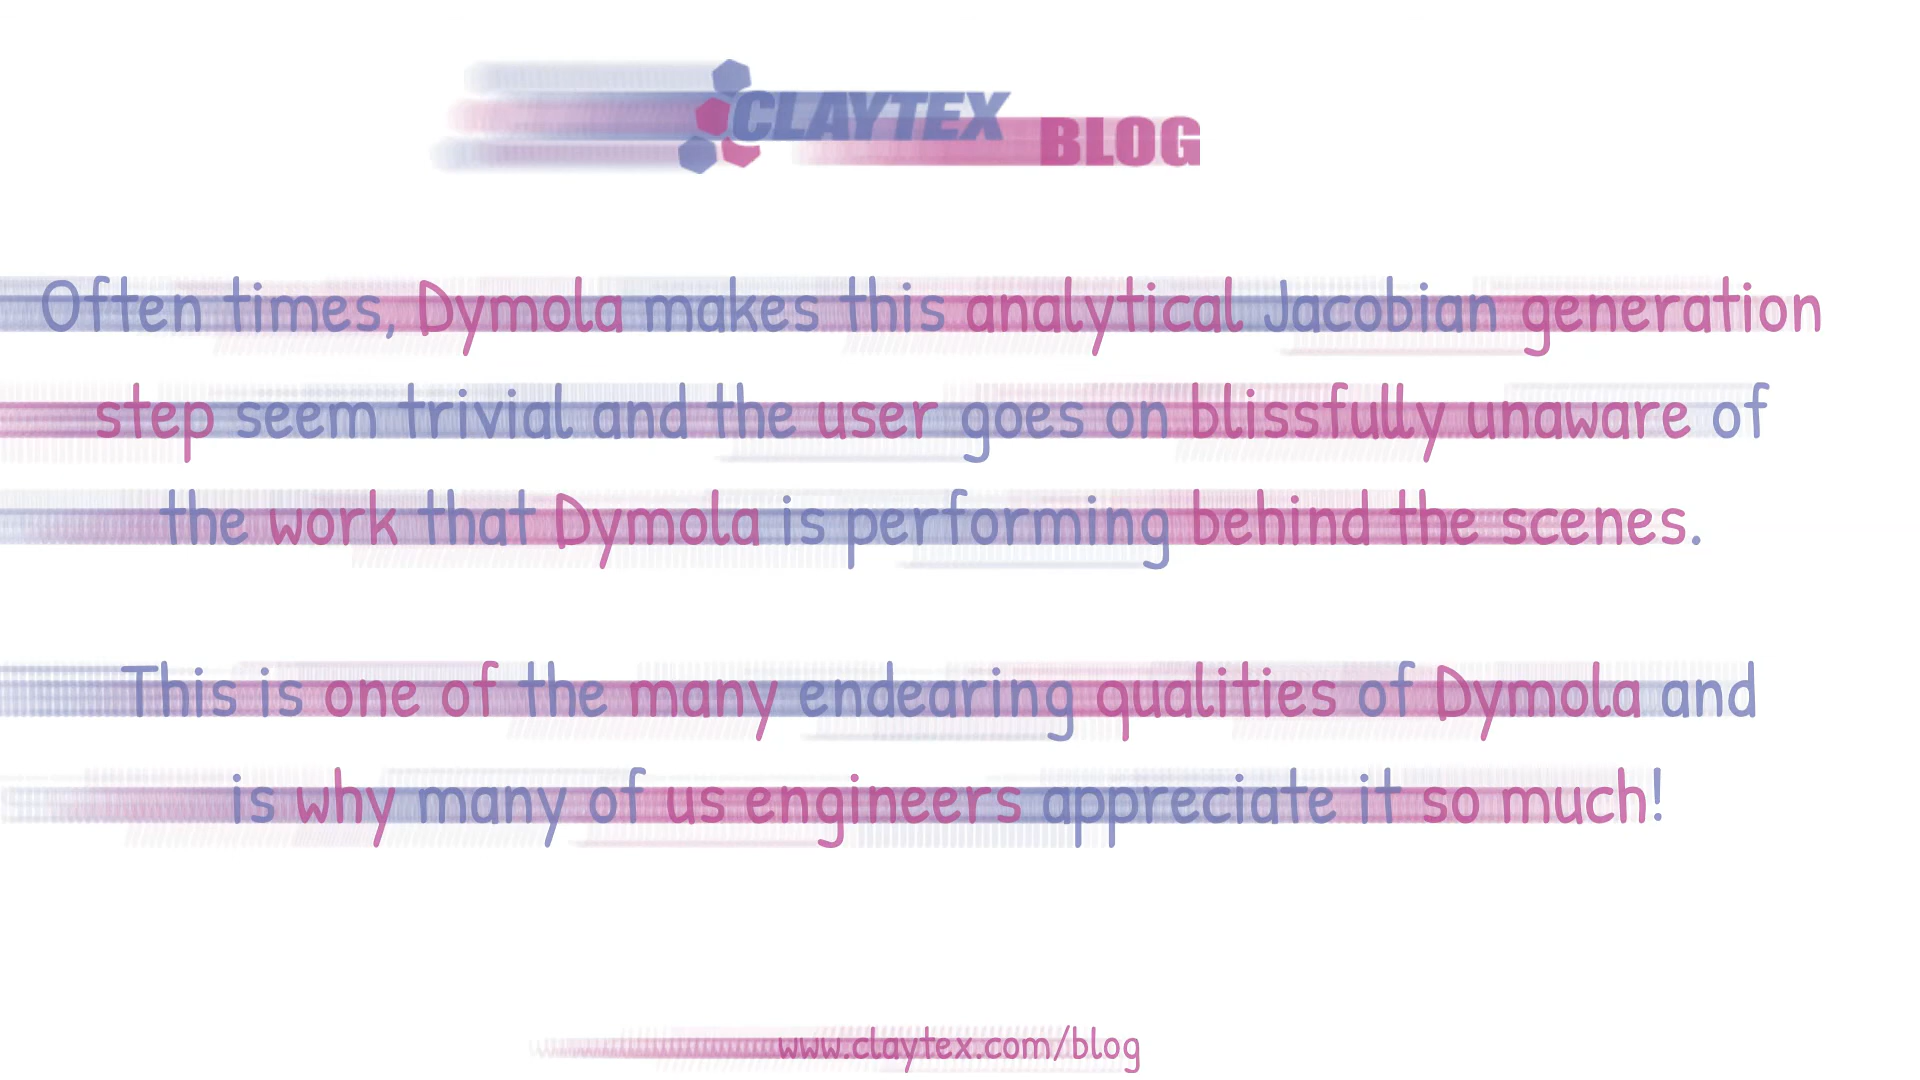 CLAYTEX BLOG
Often times, Dymola makes this analytical Jacobian generation
step seem trivial and the user goes on blissfully unaware of
the work that Dymola is performing behind the scenes.
This is one of the many endearing qualities of Dymola and
is why many of us engineers appreciate it so much!
www.claytex.com/blog